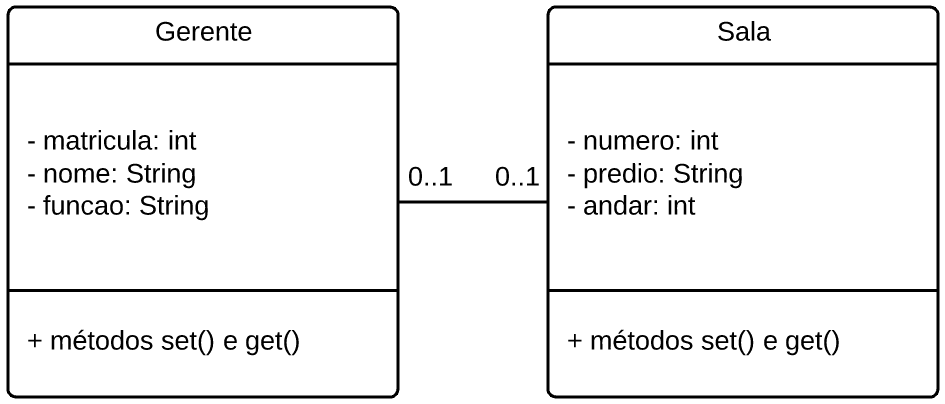 Gerente
- matricula: int
- nome: String
- funcao: String
+ métodos set() e get()
0..1
0..1
Sala
- numero: int
- predio: String
- andar: int
+ métodos set() e get()